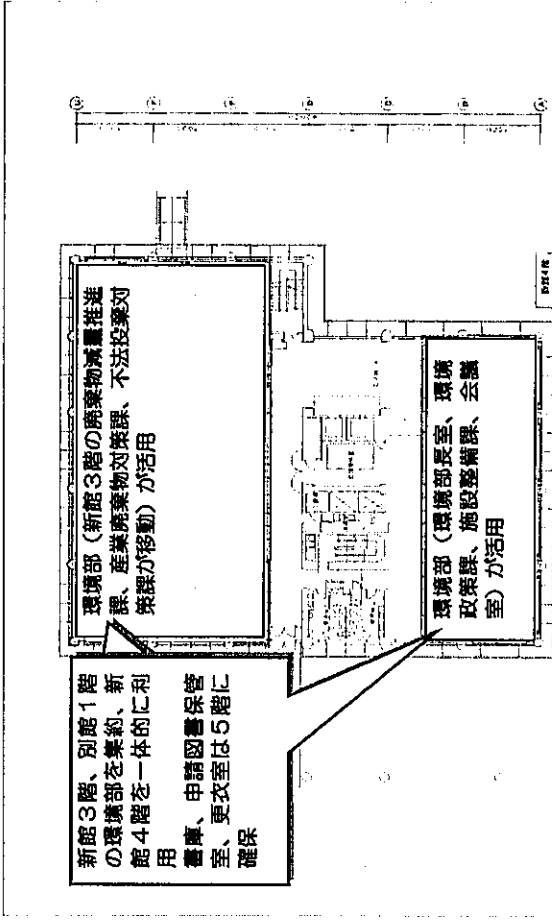 新館3階、別館1階
の環境部を集約、新
館4階を一体的に利
用
書庫、申請図書保管
室、更衣室は5階に
確保
環境部（新館3階の廃棄物減量推進
課、産業廃棄物対策課、不法投棄対
策課が移動）が活用
環境部（環境部長室、環境
政策課、施設整備課、会議
室）が活用